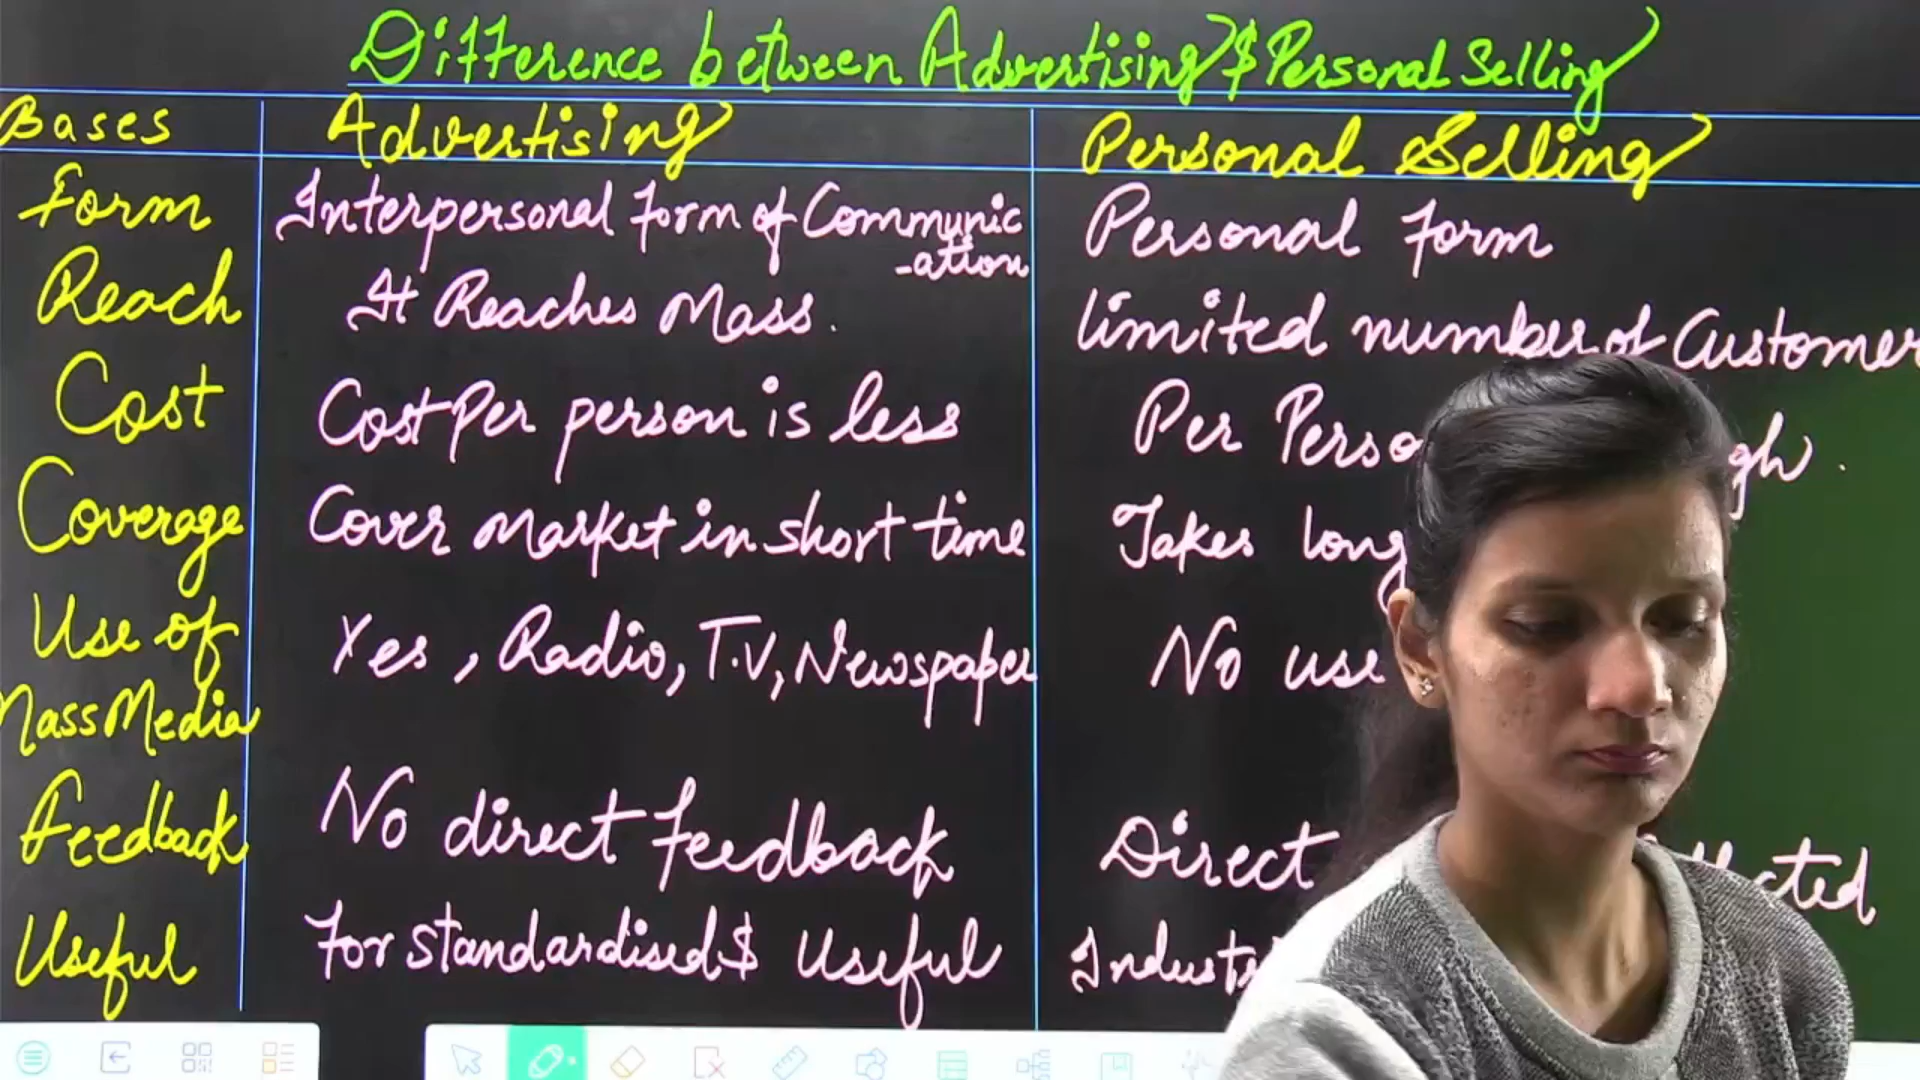 Difference between Advertising & Personal Selling
Bases Advertising Personal Selling
Form Interpersonal form of Communic
-ation Personal form
Reach It Reaches Mass. limited number of Customer
Cost Cost Per person is less Per
Coverage Cover Market in short time Takes long
Use of Yes, Radio, T.V, Newspaper No use
Mass Media
Feedback No direct feedback Direct
Useful For standardised & Useful